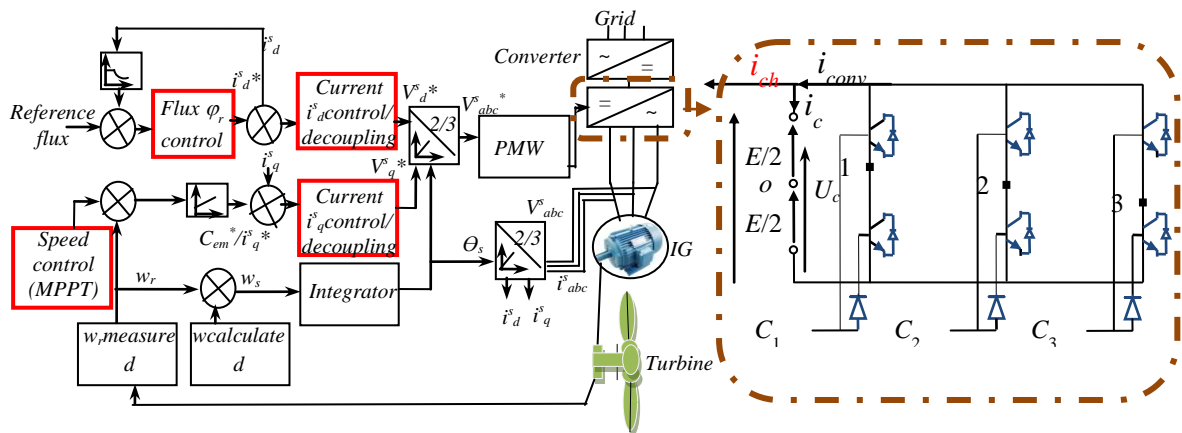 Grid
Converter
~
=
=
~
i^s_d
i^s_d*
Reference
flux
Flux φ_r
control
Current
i^s_d control/
decoupling
V^s_d*
V^s_abc*
2/3
PMW
V^s_q*
i^s_q
C_em*/i^s_q*
Current
i^s_q control/
decoupling
Speed
control
(MPPT)
w_r
w_s
Integrator
ϴ_s
V^s_abc
2/3
i^s_abc
i^s_d i^s_q
IG
w_r measure
d
wcalculate
d
Turbine
i_ch
i_conv
i_c
E/2
o
E/2
U_c
1
2
3
C_1
C_2
C_3